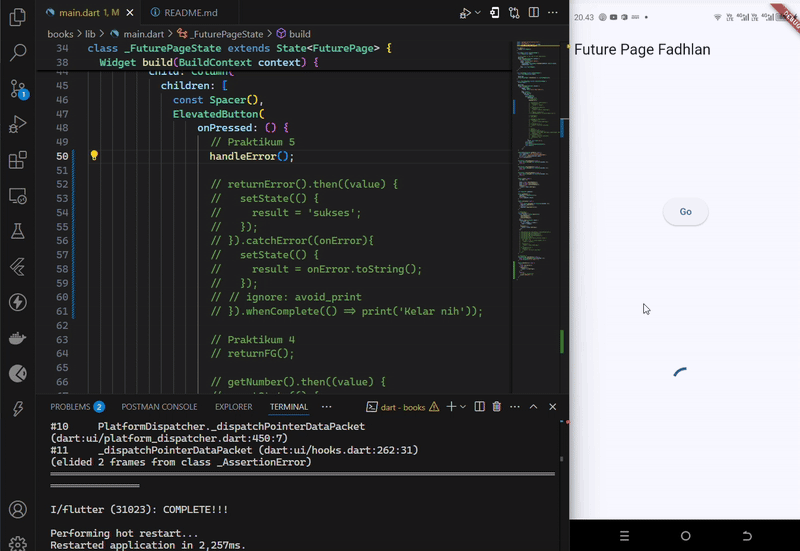 main.dart 1, M
README.md
books > lib > main.dart > _FuturePageState > build
34 class _FuturePageState extends State<FuturePage> {
38 Widget build(BuildContext context) {
44 child: Column(
45 children: [
46 const Spacer(),
47 ElevatedButton(
48 onPressed: () {
49 // Praktikum 5
50 handleError();
51
52 // returnError().then((value) {
53 //   setState(() {
54 //     result = 'sukses';
55 //   });
56 // }).catchError((onError){
57 //   setState(() {
58 //     result = onError.toString();
59 //   });
60 // // ignore: avoid_print
61 // }).whenComplete(() => print('Kelar nih'));
62
63 // Praktikum 4
64 // returnFG();
65
66 // getNumber().then((value) {
1
PROBLEMS 2 POSTMAN CONSOLE EXPLORER TERMINAL ...
dart - books
#10 PlatformDispatcher._dispatchPointerDataPacket
(dart:ui/platform_dispatcher.dart:450:7)
#11 _dispatchPointerDataPacket (dart:ui/hooks.dart:262:31)
(elided 2 frames from class _AssertionError)
I/flutter (31023): COMPLETE!!!
Performing hot restart...
Restarted application in 2,257ms.
20.43
Future Page Fadhlan
Go